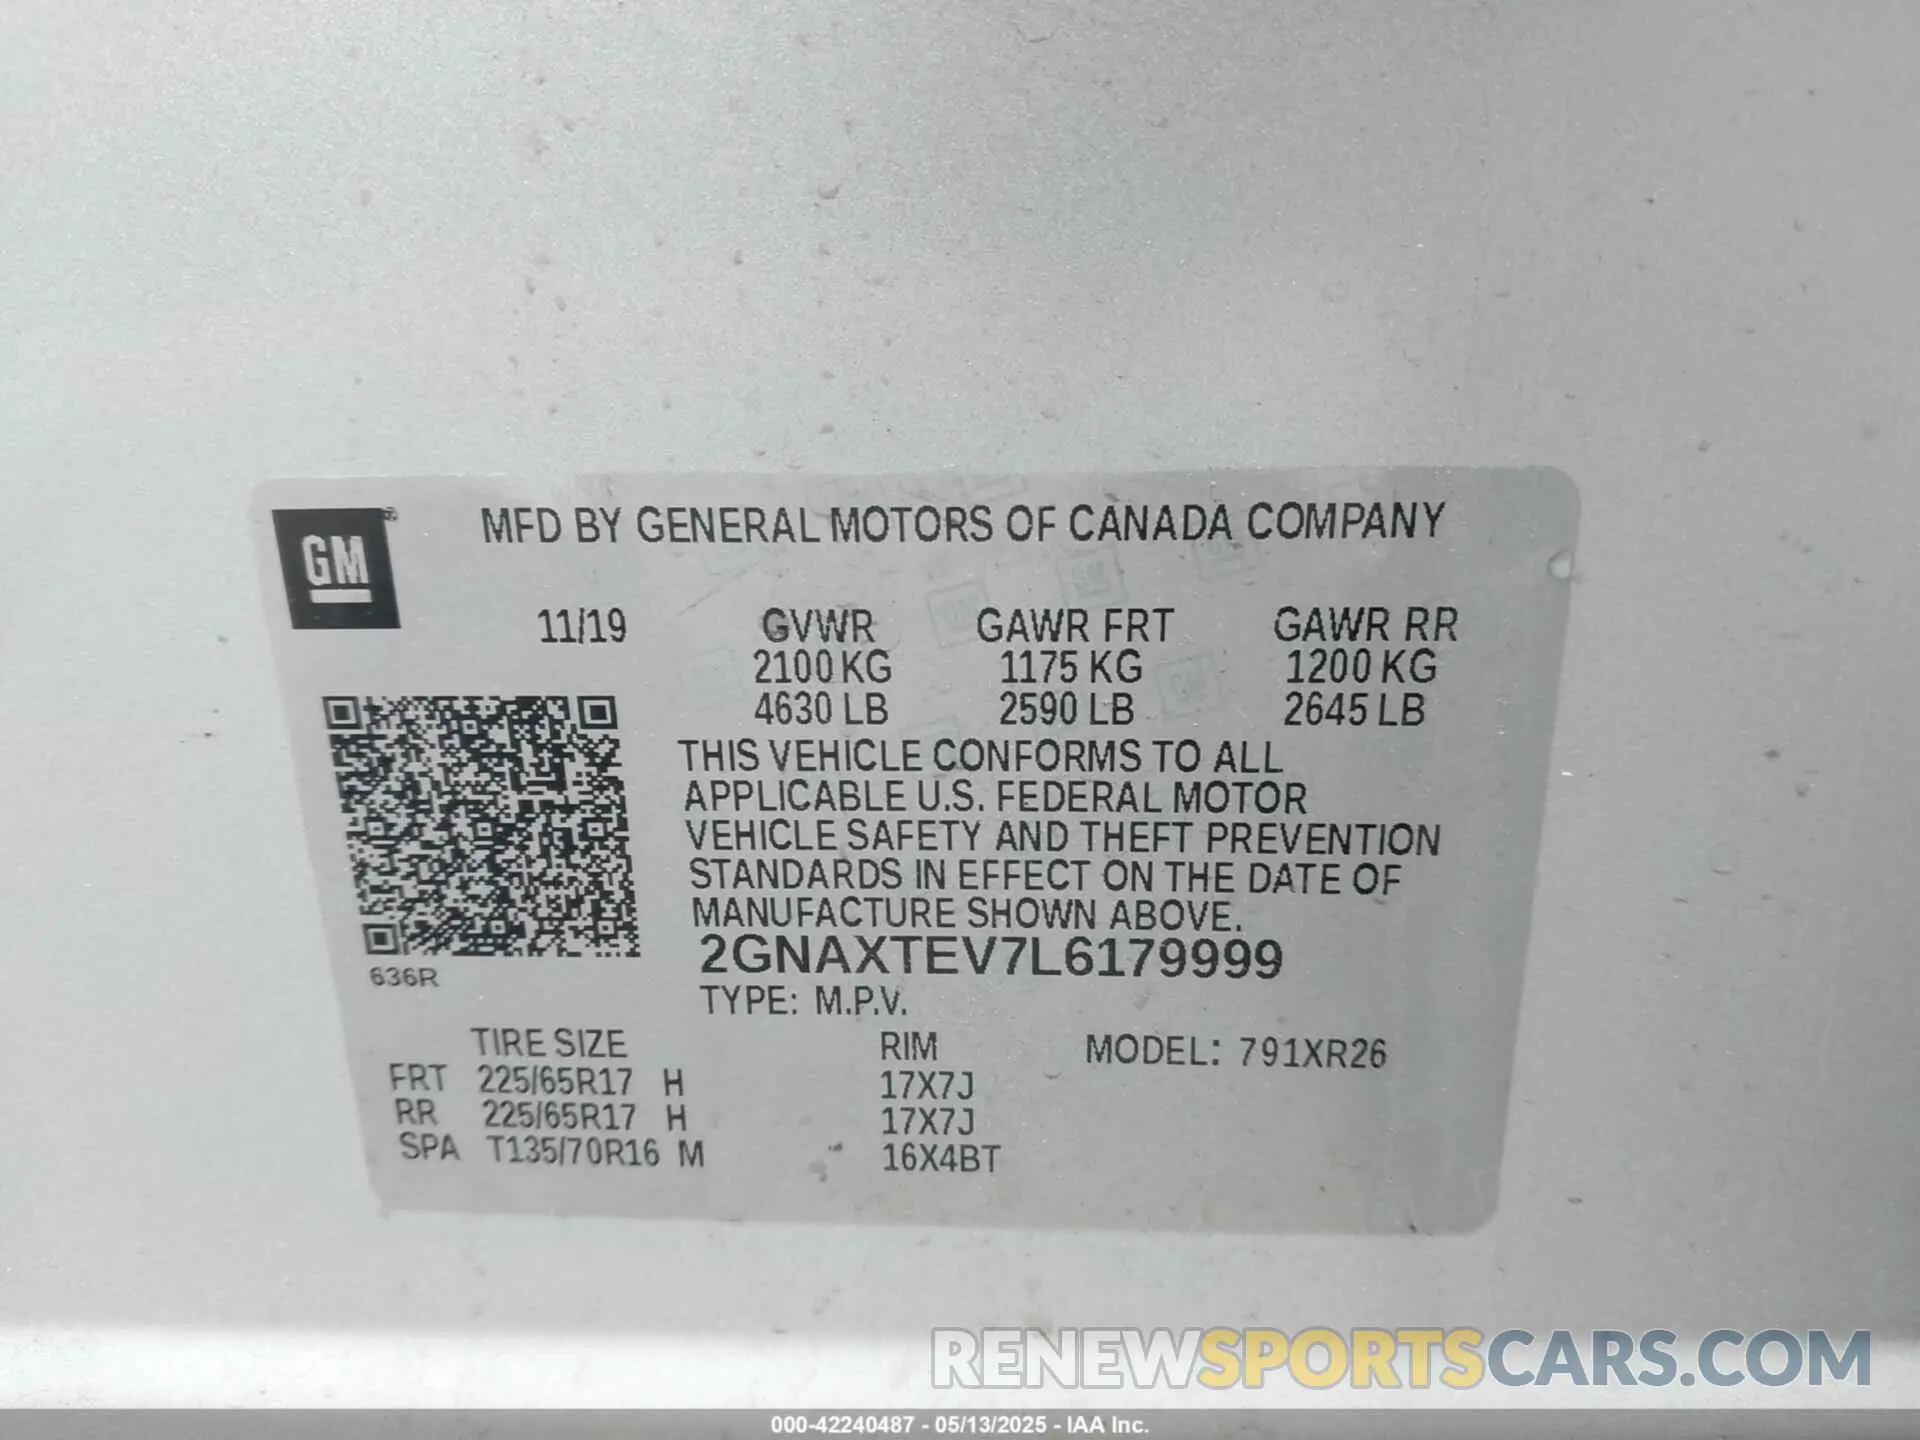 GM
MFD BY GENERAL MOTORS OF CANADA COMPANY
11/19 GVWR GAWR FRT GAWR RR
2100 KG 1175 KG 1200 KG
4630 LB 2590 LB 2645 LB
THIS VEHICLE CONFORMS TO ALL
APPLICABLE U.S. FEDERAL MOTOR
VEHICLE SAFETY AND THEFT PREVENTION
STANDARDS IN EFFECT ON THE DATE OF
MANUFACTURE SHOWN ABOVE.
2GNAXTEV7L6179999
636R
TYPE: M.P.V.
TIRE SIZE RIM MODEL: 791XR26
FRT 225/65R17 H 17X7J
RR 225/65R17 H 17X7J
SPA T135/70R16 M 16X4BT
RENEWSPORTSCARS.COM
000-42240487 - 05/13/2025 - IAA Inc.